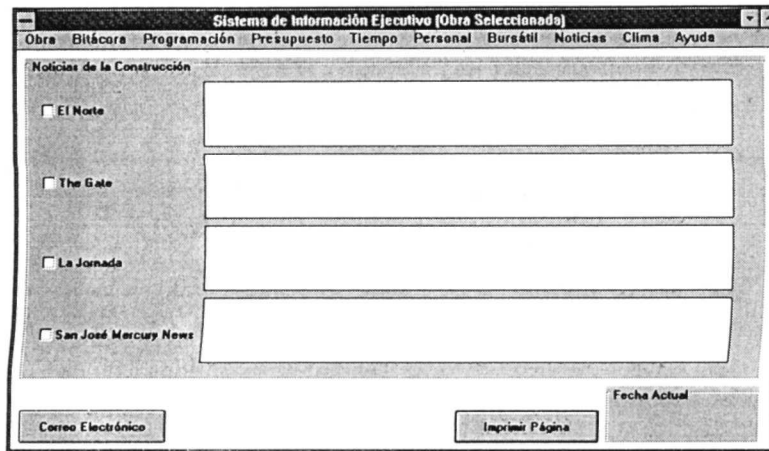 Sistema de Información Ejecutivo (Obra Seleccionada)
Obra Bitácora Programación Presupuesto Tiempo Personal Bursátil Noticias Clima Ayuda
Noticias de la Construcción
El Norte
The Gate
La Jornada
San José Mercury News
Fecha Actual
Correo Electrónico
Imprimir Página